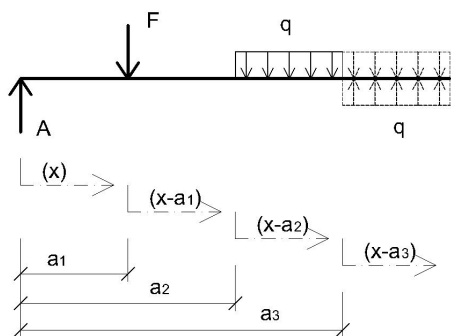 F
q
q
A
(x)
(x-a1)
(x-a2)
(x-a3)
a1
a2
a3